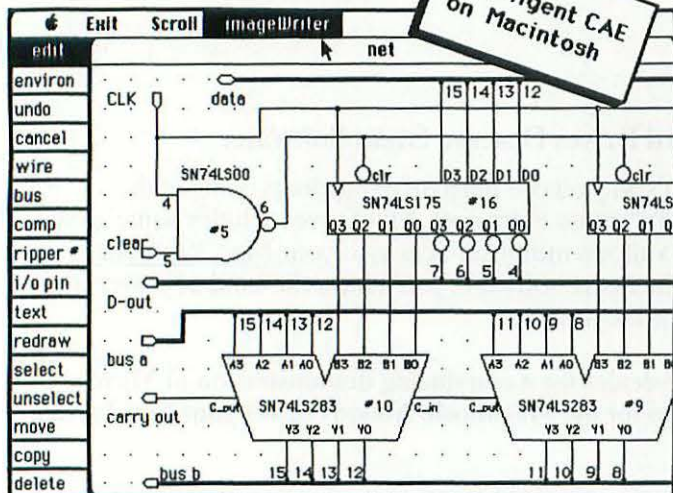 Exit Scroll imageWriter
igent CAE
on Macintosh
edit
net
environ
undo
cancel
wire
bus
comp
ripper #
i/o pin
text
redraw
select
unselect
move
copy
delete
CLK
data
15 14 13 12
SN74LS00
4
6
#5
clear
5
clr
D3 D2 D1 D0
SN74LS175 #16
Q3 Q2 Q1 Q0 Q3 Q2 Q1 Q0
7 6 5 4
clr
SN74LS
Q3 Q2 Q1 Q
D-out
bus a
15 14 13 12
11 10 9 8
A3 A2 A1 A0 B3 B2 B1 B0
A3 A2 A1 A0 B3 B2 B1 B
carry out
C_out SN74LS283 #10 C_in
C_out SN74LS283 #9
Y3 Y2 Y1 Y0
Y3 Y2 Y1 Y0
bus b
15 14 13 12
11 10 9 8